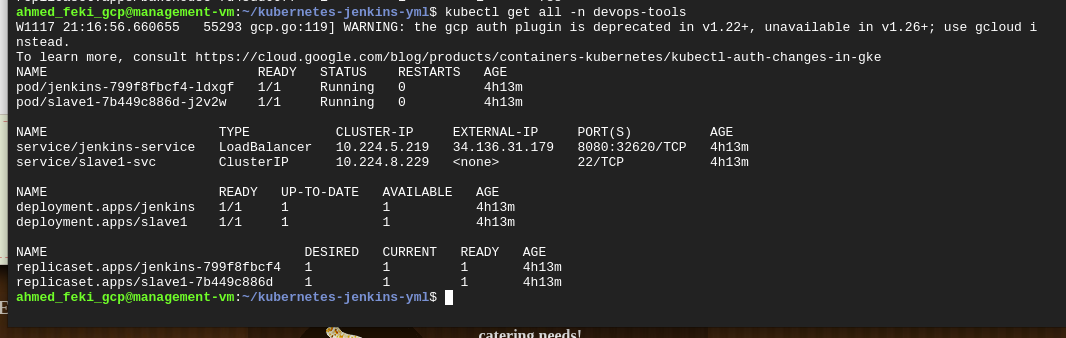 ahmed_feki_gcp@management-vm:~/kubernetes-jenkins-yml$ kubectl get all -n devops-tools
W1117 21:16:56.660655   55293 gcp.go:119] WARNING: the gcp auth plugin is deprecated in v1.22+, unavailable in v1.26+; use gcloud i
nstead.
To learn more, consult https://cloud.google.com/blog/products/containers-kubernetes/kubectl-auth-changes-in-gke
NAME                           READY   STATUS    RESTARTS   AGE
pod/jenkins-799f8fbcf4-ldxgf   1/1     Running   0          4h13m
pod/slave1-7b449c886d-j2v2w    1/1     Running   0          4h13m
NAME                      TYPE           CLUSTER-IP     EXTERNAL-IP     PORT(S)          AGE
service/jenkins-service   LoadBalancer   10.224.5.219   34.136.31.179   8080:32620/TCP   4h13m
service/slave1-svc        ClusterIP      10.224.8.229   <none>          22/TCP           4h13m
NAME                      READY   UP-TO-DATE   AVAILABLE   AGE
deployment.apps/jenkins   1/1     1            1           4h13m
deployment.apps/slave1    1/1     1            1           4h13m
NAME                                 DESIRED   CURRENT   READY   AGE
replicaset.apps/jenkins-799f8fbcf4   1         1         1       4h13m
replicaset.apps/slave1-7b449c886d    1         1         1       4h13m
ahmed_feki_gcp@management-vm:~/kubernetes-jenkins-yml$
catering needs!